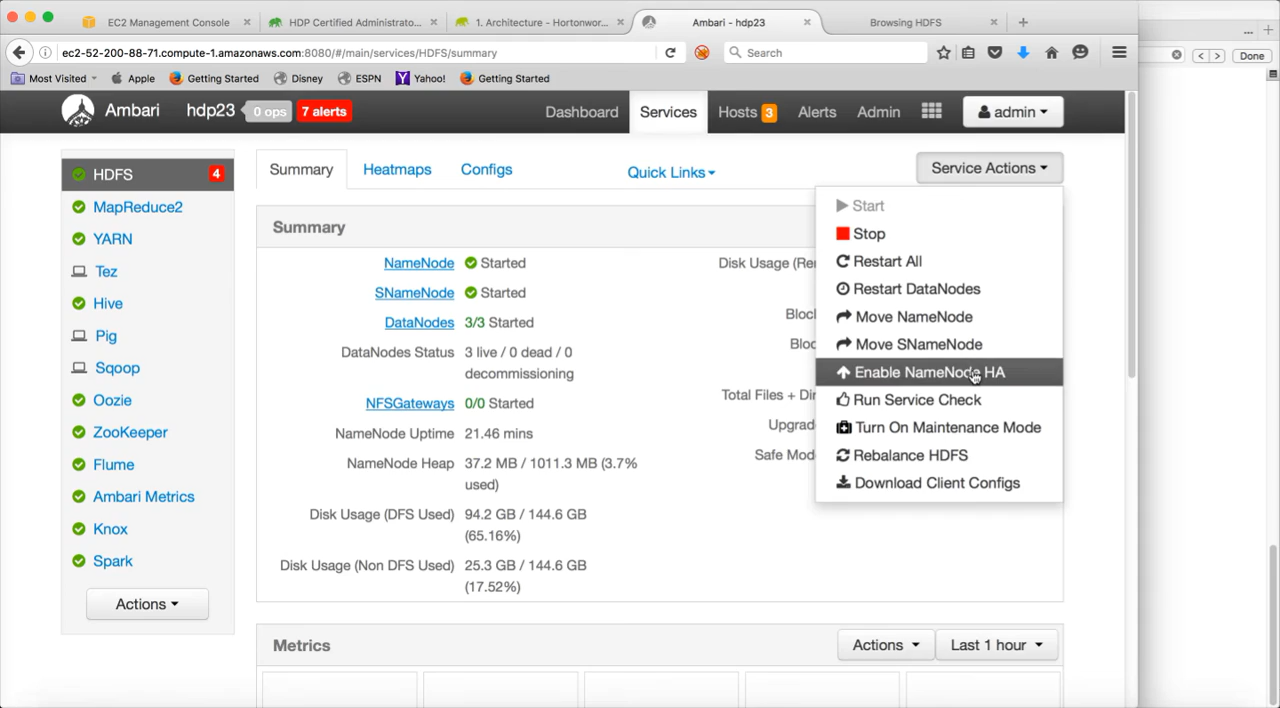 EC2 Management Console × HDP Certified Administrato... × 1. Architecture - Hortonwor... × Ambari - hdp23 × Browsing HDFS × +
ec2-52-200-88-71.compute-1.amazonaws.com:8080/#/main/services/HDFS/summary Search
Done
Most Visited Apple Getting Started Disney ESPN Yahoo! Getting Started
Ambari hdp23 0 ops 7 alerts Dashboard Services Hosts 3 Alerts Admin admin
HDFS 4
MapReduce2
YARN
Tez
Hive
Pig
Sqoop
Oozie
ZooKeeper
Flume
Ambari Metrics
Knox
Spark
Actions
Summary Heatmaps Configs Quick Links Service Actions
Summary
NameNode Started
SNameNode Started
DataNodes 3/3 Started
DataNodes Status 3 live / 0 dead / 0
decommissioning
NFSGateways 0/0 Started
NameNode Uptime 21.46 mins
NameNode Heap 37.2 MB / 1011.3 MB (3.7%
used)
Disk Usage (DFS Used) 94.2 GB / 144.6 GB
(65.16%)
Disk Usage (Non DFS Used) 25.3 GB / 144.6 GB
(17.52%)
Disk Usage (Re
Bloc
Bloc
Total Files + Di
Upgrad
Safe Mod
Start
Stop
Restart All
Restart DataNodes
Move NameNode
Move SNameNode
Enable NameNode HA
Run Service Check
Turn On Maintenance Mode
Rebalance HDFS
Download Client Configs
Metrics Actions Last 1 hour